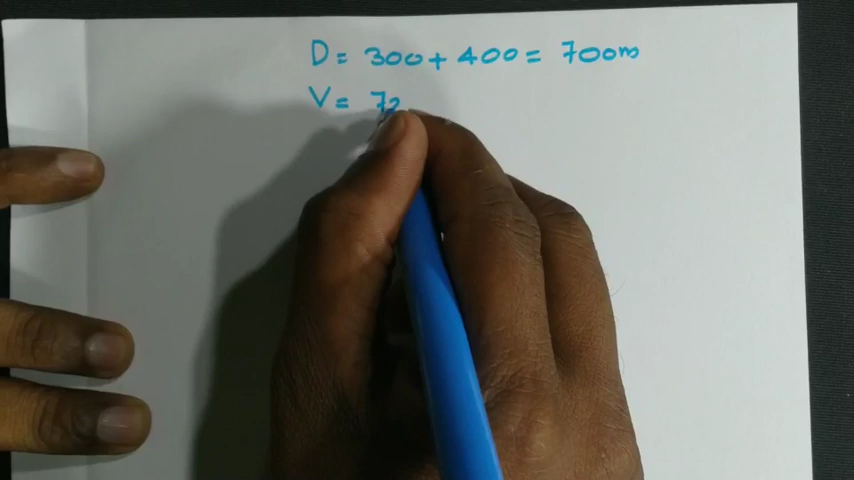 D = 300 + 400 = 700m
V = 72